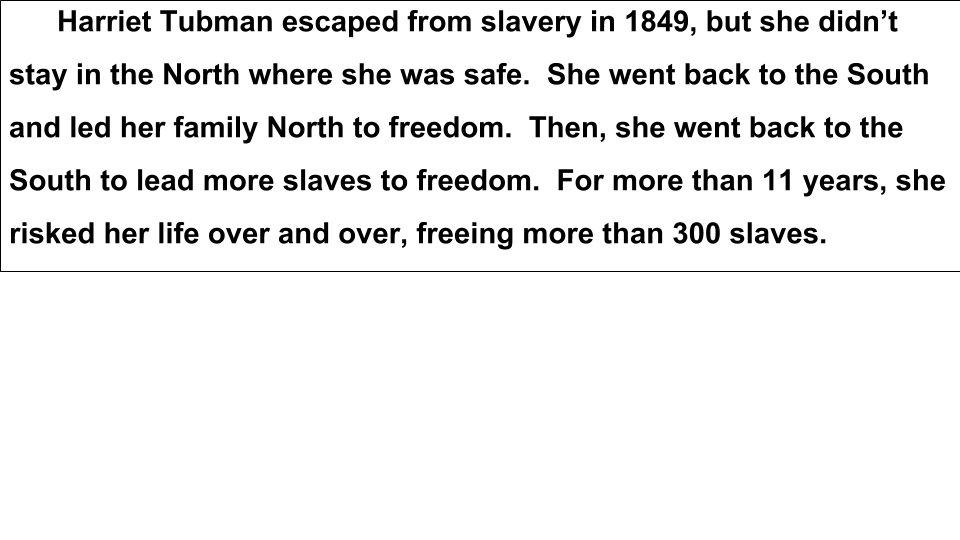 Harriet Tubman escaped from slavery in 1849, but she didn’t
stay in the North where she was safe.  She went back to the South
and led her family North to freedom.  Then, she went back to the
South to lead more slaves to freedom.  For more than 11 years, she
risked her life over and over, freeing more than 300 slaves.